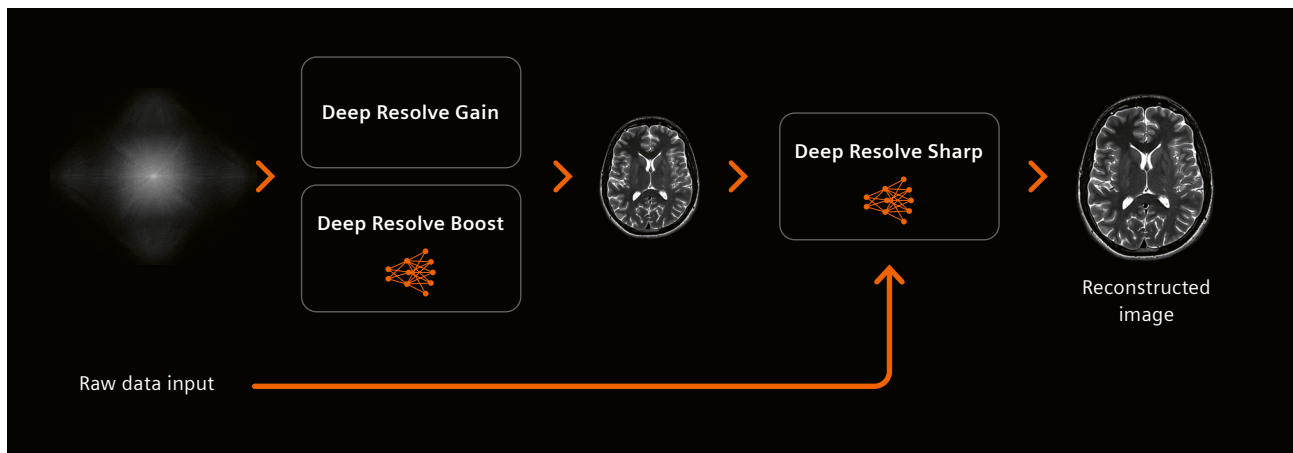 Deep Resolve Gain
Deep Resolve Boost
Deep Resolve Sharp
Reconstructed
image
Raw data input